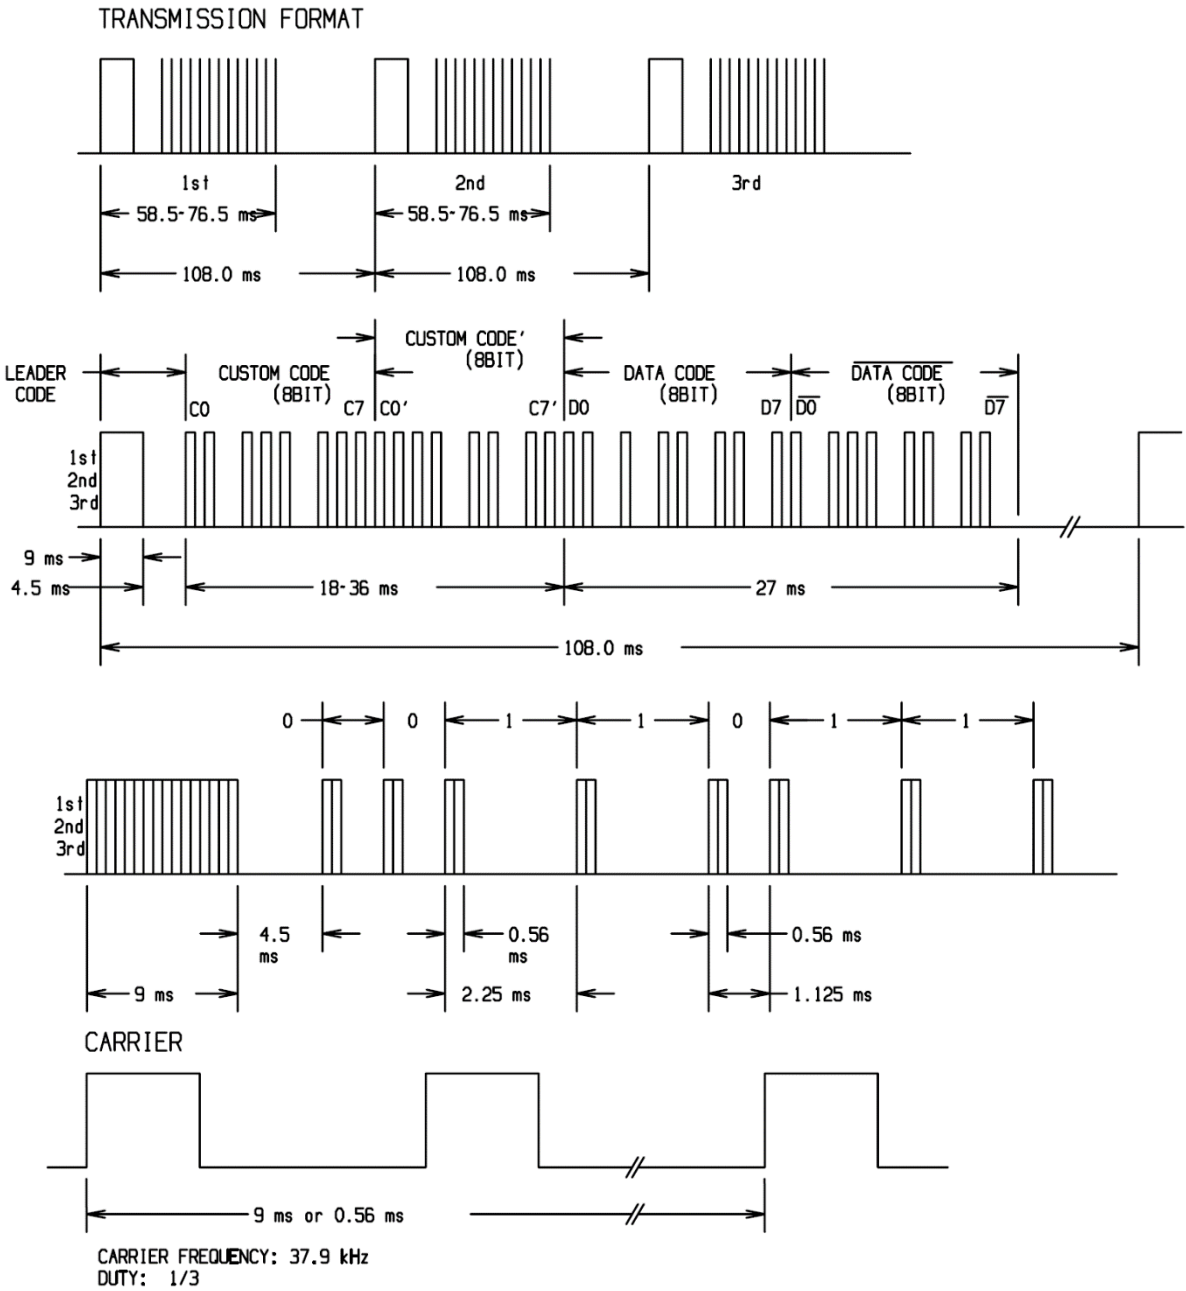 TRANSMISSION FORMAT
1st 2nd 3rd
58.5-76.5 ms 58.5-76.5 ms
108.0 ms 108.0 ms
LEADER
CODE
CUSTOM CODE
(8BIT)
CUSTOM CODE'
(8BIT)
DATA CODE
(8BIT)
DATA CODE
(8BIT)
C0 C7 C0' C7' D0 D7 D0 D7
1st
2nd
3rd
9 ms
4.5 ms 18-36 ms 27 ms
108.0 ms
0 0 1 1 0 1 1
1st
2nd
3rd
4.5
ms
0.56
ms
0.56 ms
9 ms 2.25 ms 1.125 ms
CARRIER
9 ms or 0.56 ms
CARRIER FREQUENCY: 37.9 kHz
DUTY: 1/3